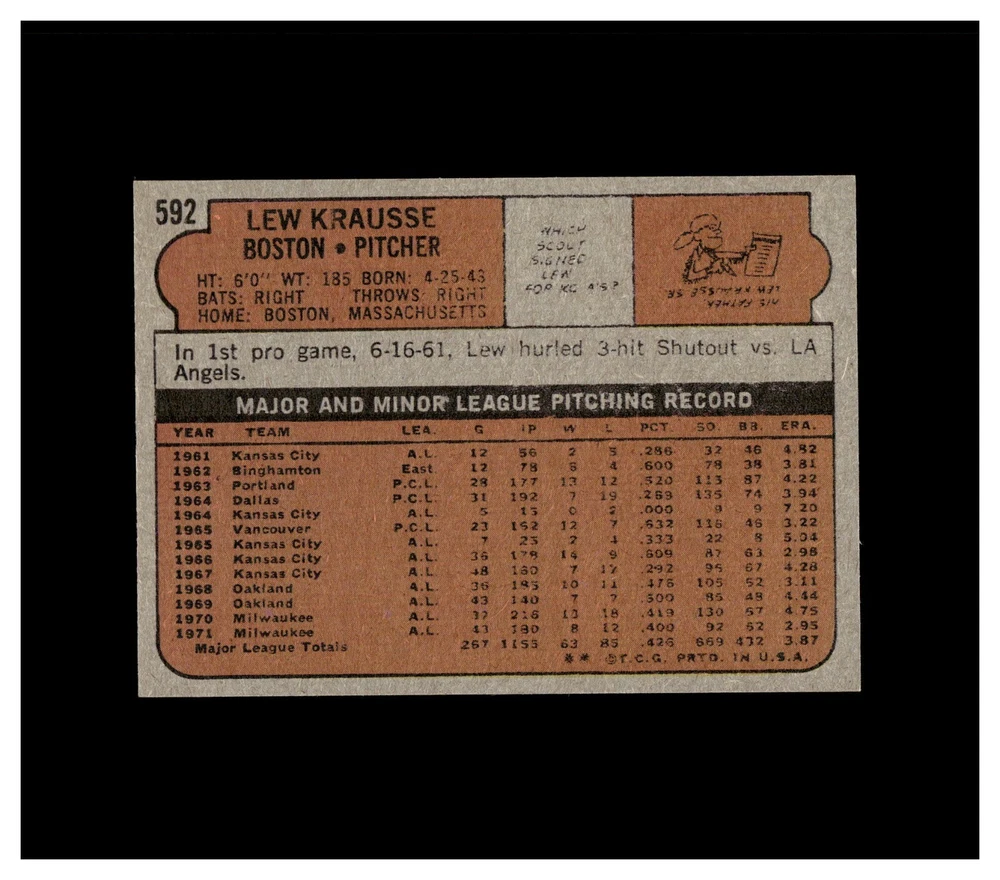 592
LEW KRAUSSE
BOSTON • PITCHER
HT: 6'0" WT: 185 BORN: 4-25-43
BATS: RIGHT THROWS: RIGHT
HOME: BOSTON, MASSACHUSETTS
WHICH
SCOUT
SIGNED
LEW
FOR KC A'S?
HIS FATHER,
LEW KRAUSSE SR.
In 1st pro game, 6-16-61, Lew hurled 3-hit Shutout vs. LA
Angels.
MAJOR AND MINOR LEAGUE PITCHING RECORD
YEAR TEAM LEA. G IP W L PCT. SO. BB. ERA.
1961 Kansas City A.L. 12 56 2 5 .286 32 46 4.82
1962 Binghamton East. 12 78 6 4 .600 78 38 3.81
1963 Portland P.C.L. 28 177 13 12 .520 113 87 4.22
1964 Dallas P.C.L. 31 192 7 19 .269 135 74 3.94
1964 Kansas City A.L. 5 15 0 2 .000 9 9 7.20
1965 Vancouver P.C.L. 23 152 12 7 .632 116 46 3.22
1965 Kansas City A.L. 7 25 2 4 .333 22 8 5.04
1966 Kansas City A.L. 36 178 14 9 .609 87 63 2.98
1967 Kansas City A.L. 48 160 7 17 .292 96 67 4.28
1968 Oakland A.L. 36 185 10 11 .476 105 62 3.11
1969 Oakland A.L. 43 140 7 7 .500 85 48 4.44
1970 Milwaukee A.L. 37 216 13 18 .419 130 67 4.75
1971 Milwaukee A.L. 43 180 8 12 .400 92 62 2.95
Major League Totals 267 1155 63 85 .426 669 432 3.87
** ©T.C.G. PRTD. IN U.S.A.